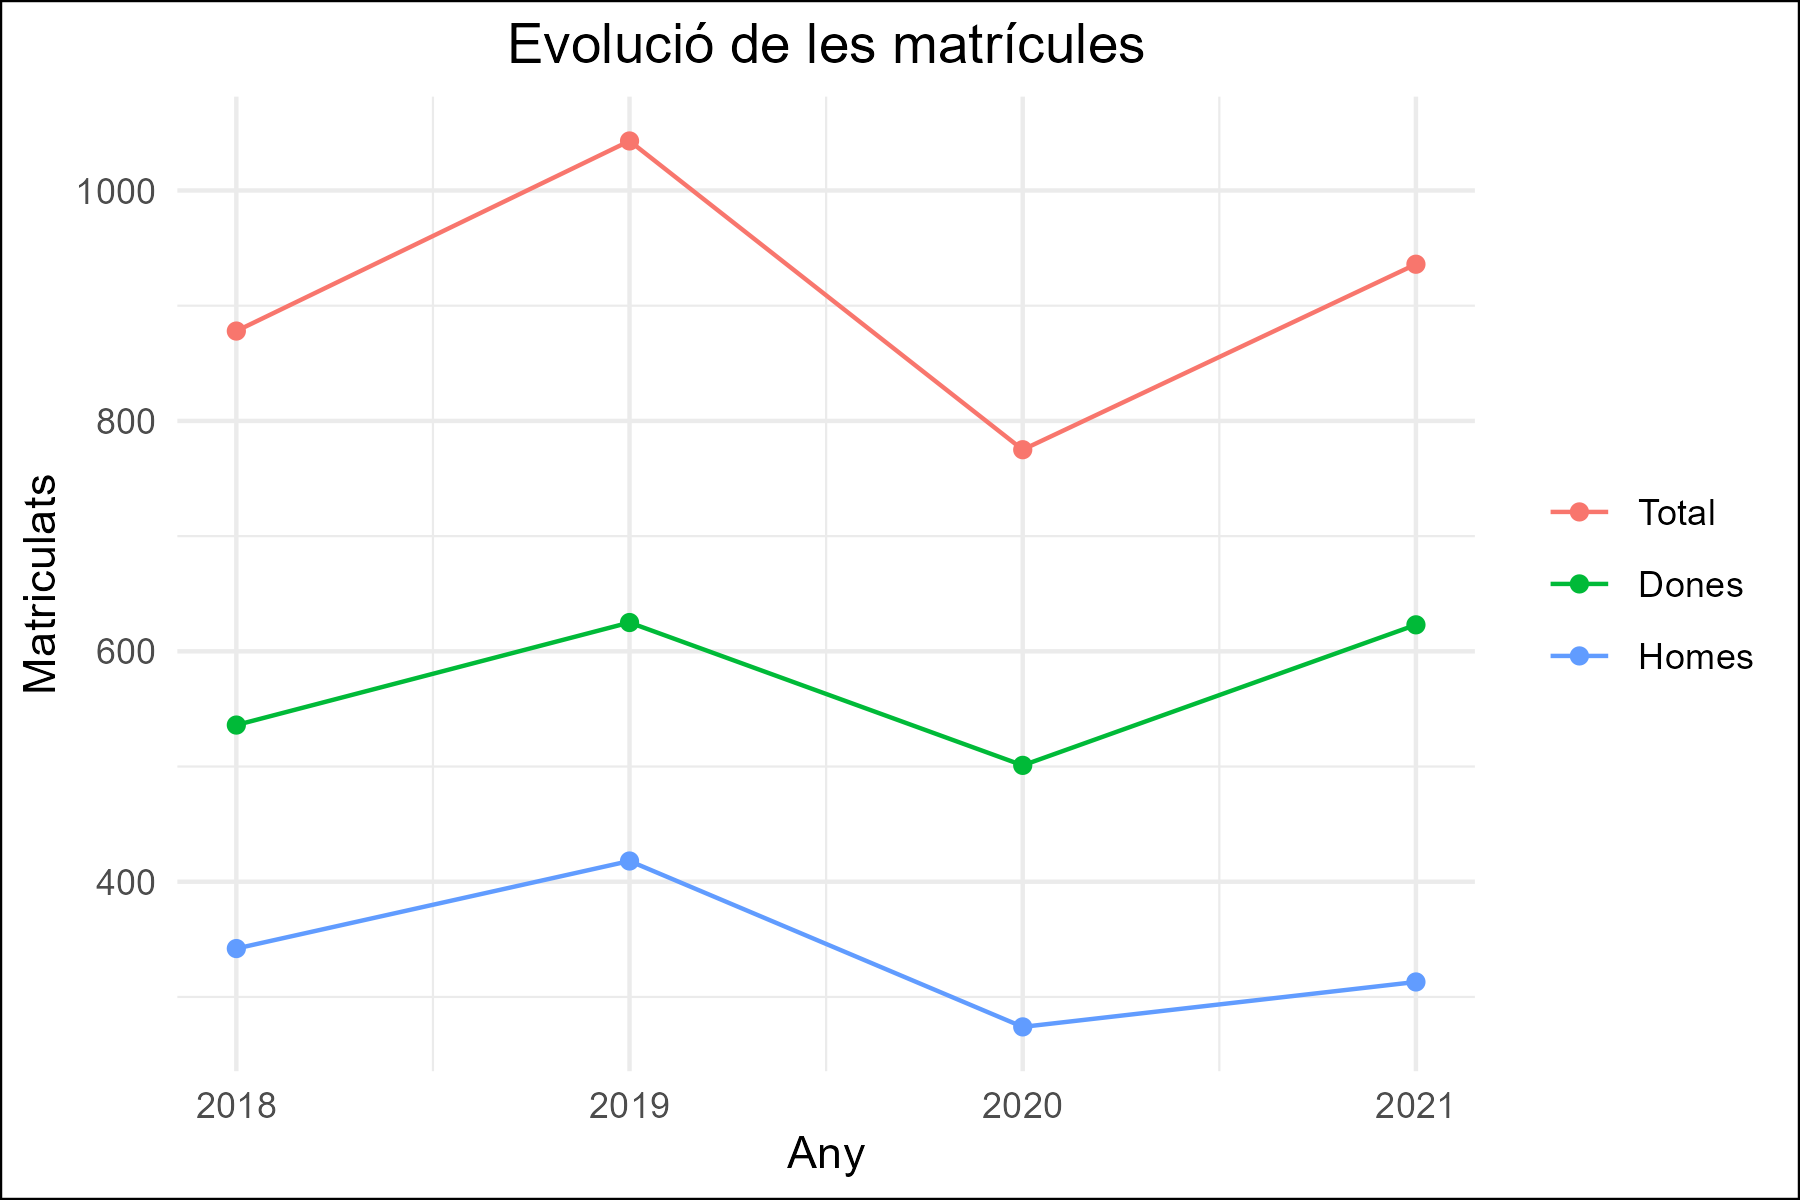 Evolució de les matrícules
Matriculats
1000
800
600
400
2018
2019
2020
2021
Any
Total
Dones
Homes